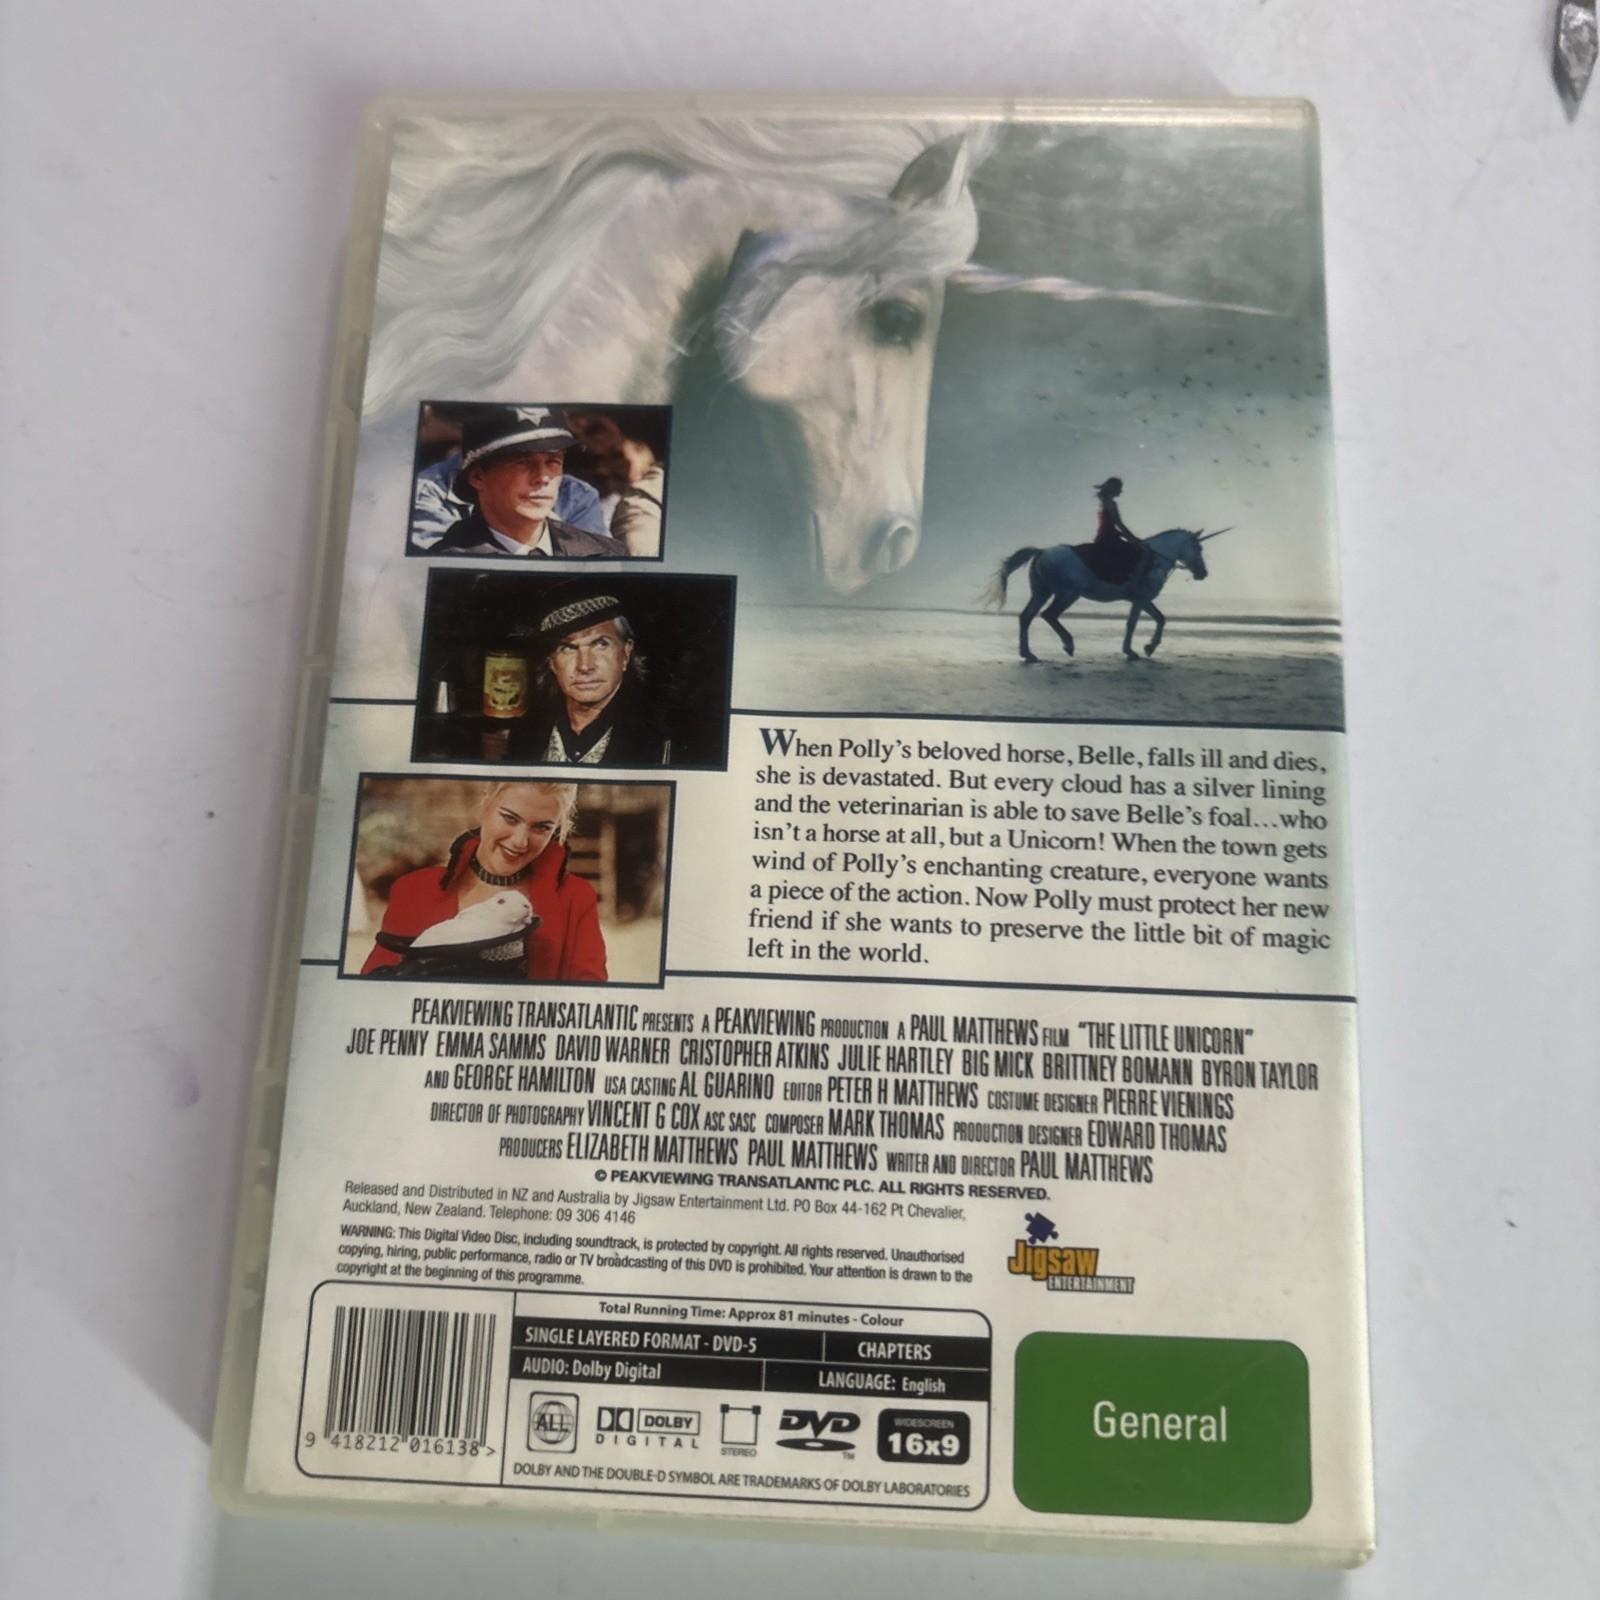 When Polly's beloved horse, Belle, falls ill and dies,
she is devastated. But every cloud has a silver lining
and the veterinarian is able to save Belle's foal...who
isn't a horse at all, but a Unicorn! When the town gets
wind of Polly's enchanting creature, everyone wants
a piece of the action. Now Polly must protect her new
friend if she wants to preserve the little bit of magic
left in the world.
PEAKVIEWING TRANSATLANTIC PRESENTS A PEAKVIEWING PRODUCTION A PAUL MATTHEWS FILM "THE LITTLE UNICORN"
JOE PENNY EMMA SAMMS DAVID WARNER CRISTOPHER ATKINS JULIE HARTLEY BIG MICK BRITTNEY BOMANN BYRON TAYLOR
AND GEORGE HAMILTON USA CASTING AL GUARINO EDITOR PETER H MATTHEWS COSTUME DESIGNER PIERRE VIENINGS
DIRECTOR OF PHOTOGRAPHY VINCENT G COX ASC SASC COMPOSER MARK THOMAS PRODUCTION DESIGNER EDWARD THOMAS
PRODUCERS ELIZABETH MATTHEWS PAUL MATTHEWS WRITER AND DIRECTOR PAUL MATTHEWS
© PEAKVIEWING TRANSATLANTIC PLC. ALL RIGHTS RESERVED.
Released and Distributed in NZ and Australia by Jigsaw Entertainment Ltd. PO Box 44-162 Pt Chevalier,
Auckland, New Zealand. Telephone: 09 306 4146
WARNING: This Digital Video Disc, including soundtrack, is protected by copyright. All rights reserved. Unauthorised
copying, hiring, public performance, radio or TV broadcasting of this DVD is prohibited. Your attention is drawn to the
copyright at the beginning of this programme.
Jigsaw
ENTERTAINMENT
Total Running Time: Approx 81 minutes - Colour
SINGLE LAYERED FORMAT - DVD-5 CHAPTERS
AUDIO: Dolby Digital LANGUAGE: English
ALL
DOLBY
DIGITAL
STEREO
DVD
TM
WIDESCREEN
16x9
9 418212 016138 >
DOLBY AND THE DOUBLE-D SYMBOL ARE TRADEMARKS OF DOLBY LABORATORIES
General